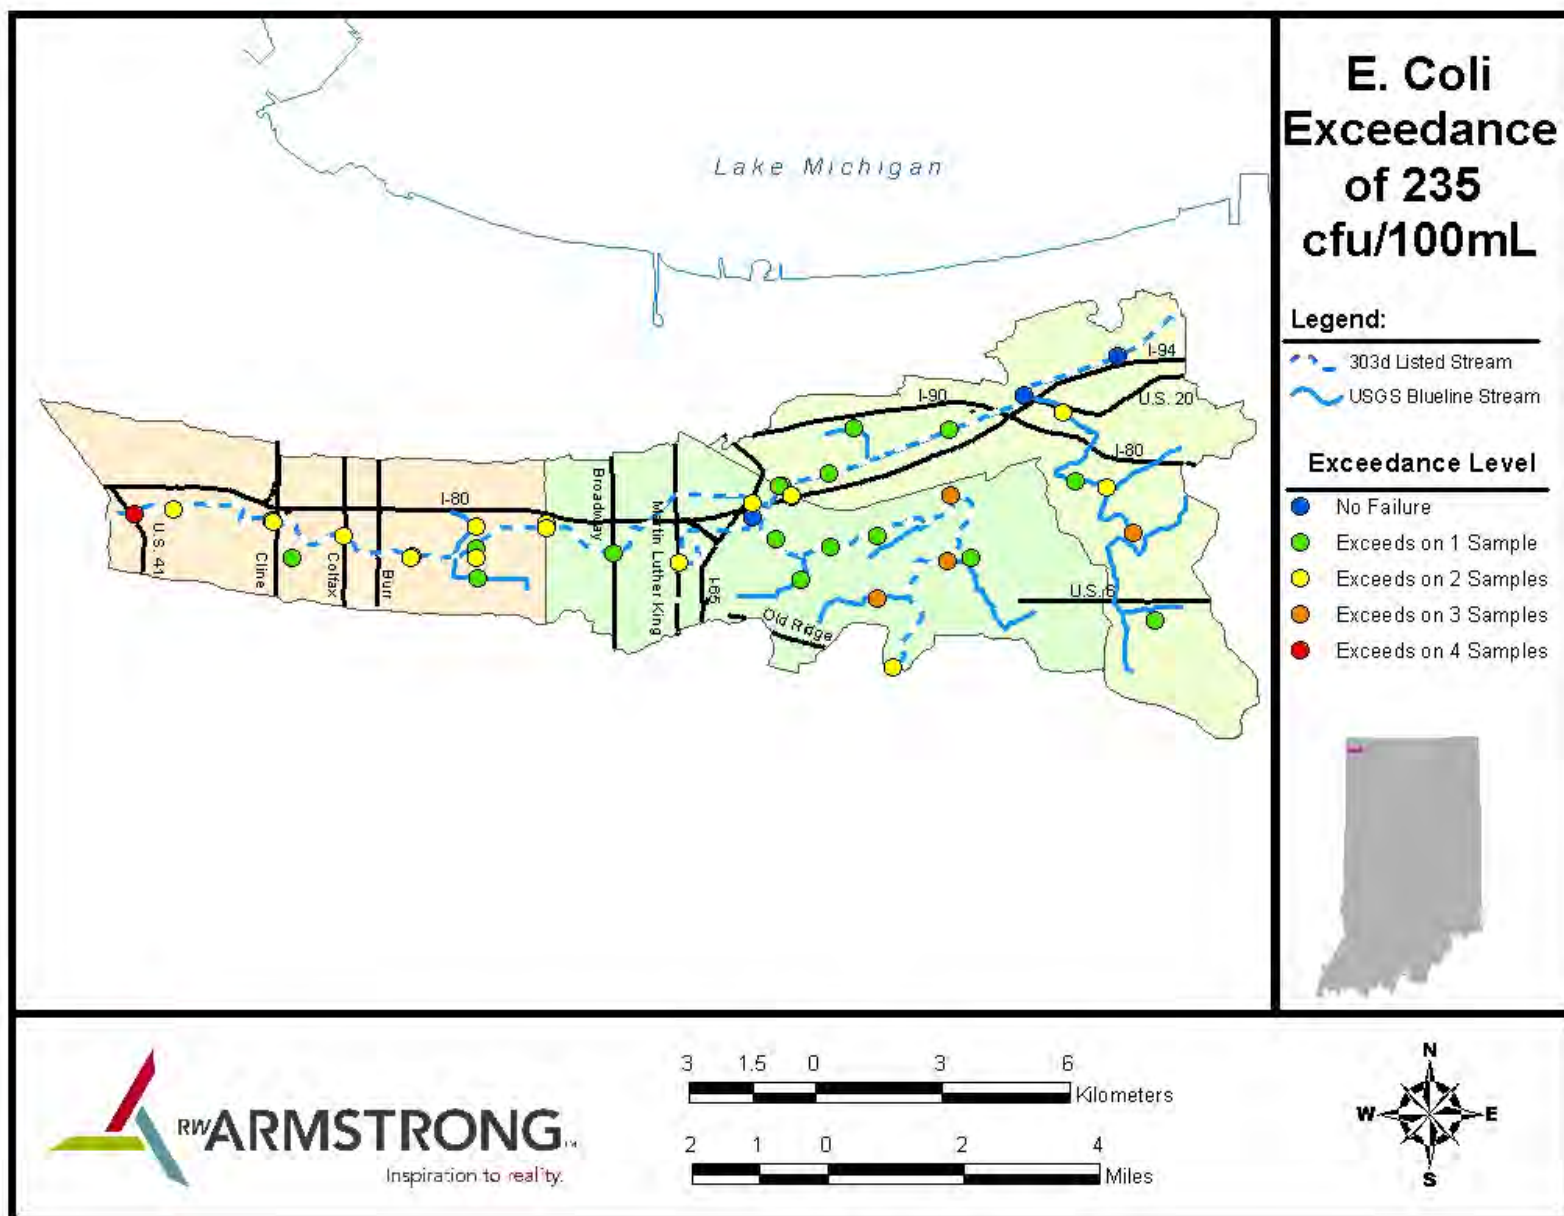 E. Coli
Exceedance
of 235
cfu/100mL
Lake Michigan
Legend:
303d Listed Stream
USGS Blueline Stream
Exceedance Level
No Failure
Exceeds on 1 Sample
Exceeds on 2 Samples
Exceeds on 3 Samples
Exceeds on 4 Samples
I-94
I-90
U.S. 20
I-80
I-80
U.S. 41
Cline
Colfax
Burr
Broadway
Martin Luther King
I-65
Old Ridge
U.S. 6
RWARMSTRONG™
Inspiration to reality.
3 1.5 0 3 6
Kilometers
2 1 0 2 4
Miles
N
W E
S